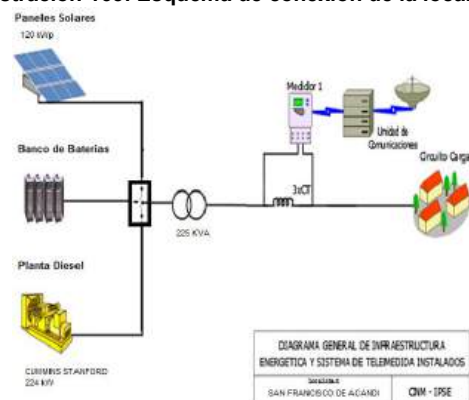 Paneles Solares
120 kWp
Medidor 1
Unidad de
Comunicaciones
Banco de Baterias
Circuito Carga
3xCT
225 KVA
Planta Diesel
CUMMINS STANFORD
224 kW
DIAGRAMA GENERAL DE INFRAESTRUCTURA
ENERGETICA Y SISTEMA DE TELEMEDIDA INSTALADOS
SAN FRANCISCO DE ACANDI
CNM - IPSE